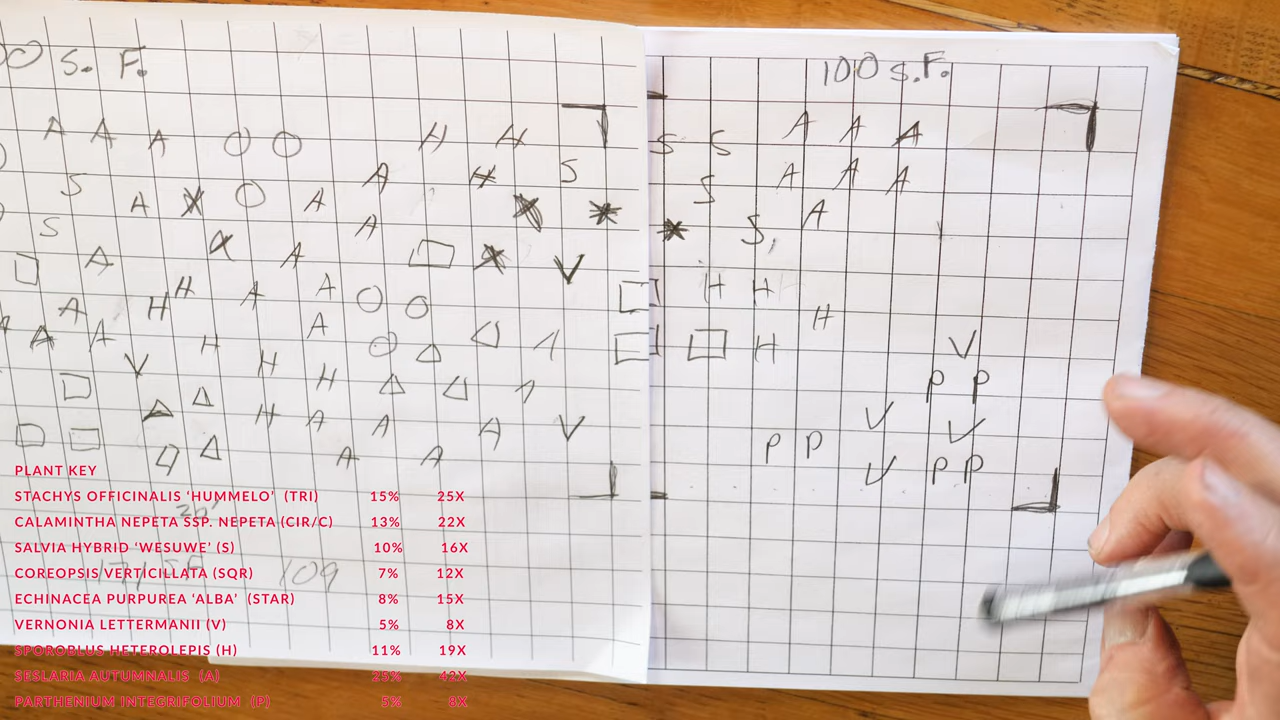 00 S. F.
100 S.F.
A A A O O H H S S A A A
S A O A A H S S A A A
S A A S A
A A V
A H H A A H H
A A A H A H
V H H H V
P P
H A A A V V V
A A P P P P
PLANT KEY
STACHYS OFFICINALIS ‘HUMMELO’ (TRI) 15% 25X
CALAMINTHA NEPETA SSP. NEPETA (CIR/C) 13% 22X
SALVIA HYBRID ‘WESUWE’ (S) 10% 16X
COREOPSIS VERTICILLATA (SQR) 7% 12X
ECHINACEA PURPUREA ‘ALBA’ (STAR) 8% 15X
VERNONIA LETTERMANII (V) 5% 8X
SPOROBLUS HETEROLEPIS (H) 11% 19X
SESLARIA AUTUMNALIS (A) 25% 42X
PARTHENIUM INTEGRIFOLIUM (P) 5% 8X
109